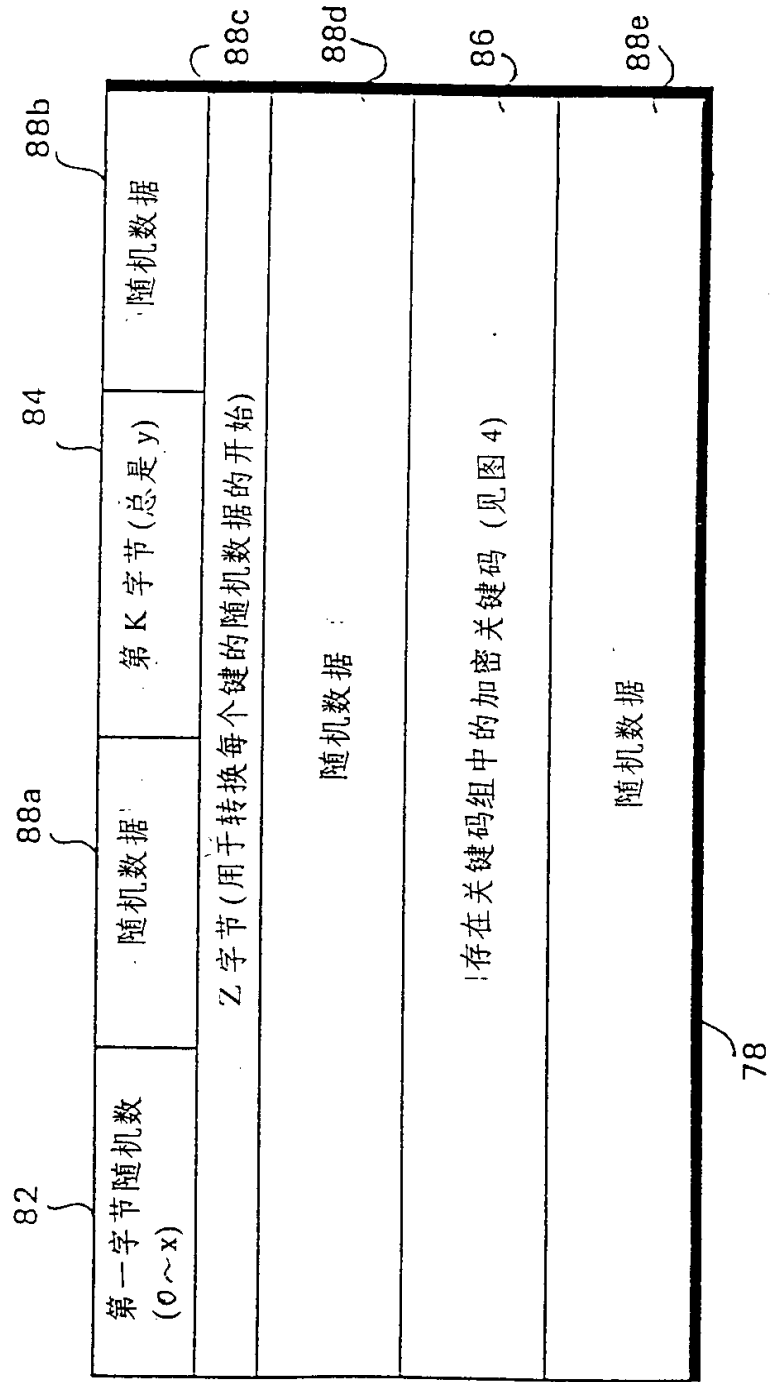 82
88a
84
88b
第一字节随机数
(0～x)
随机数据
第 K 字节(总是 y)
随机数据
88c
Z 字节(用于转换每个键的随机数据的开始)
88d
随机数据
86
存在关键码组中的加密关键码 (见图 4)
88e
随机数据
78